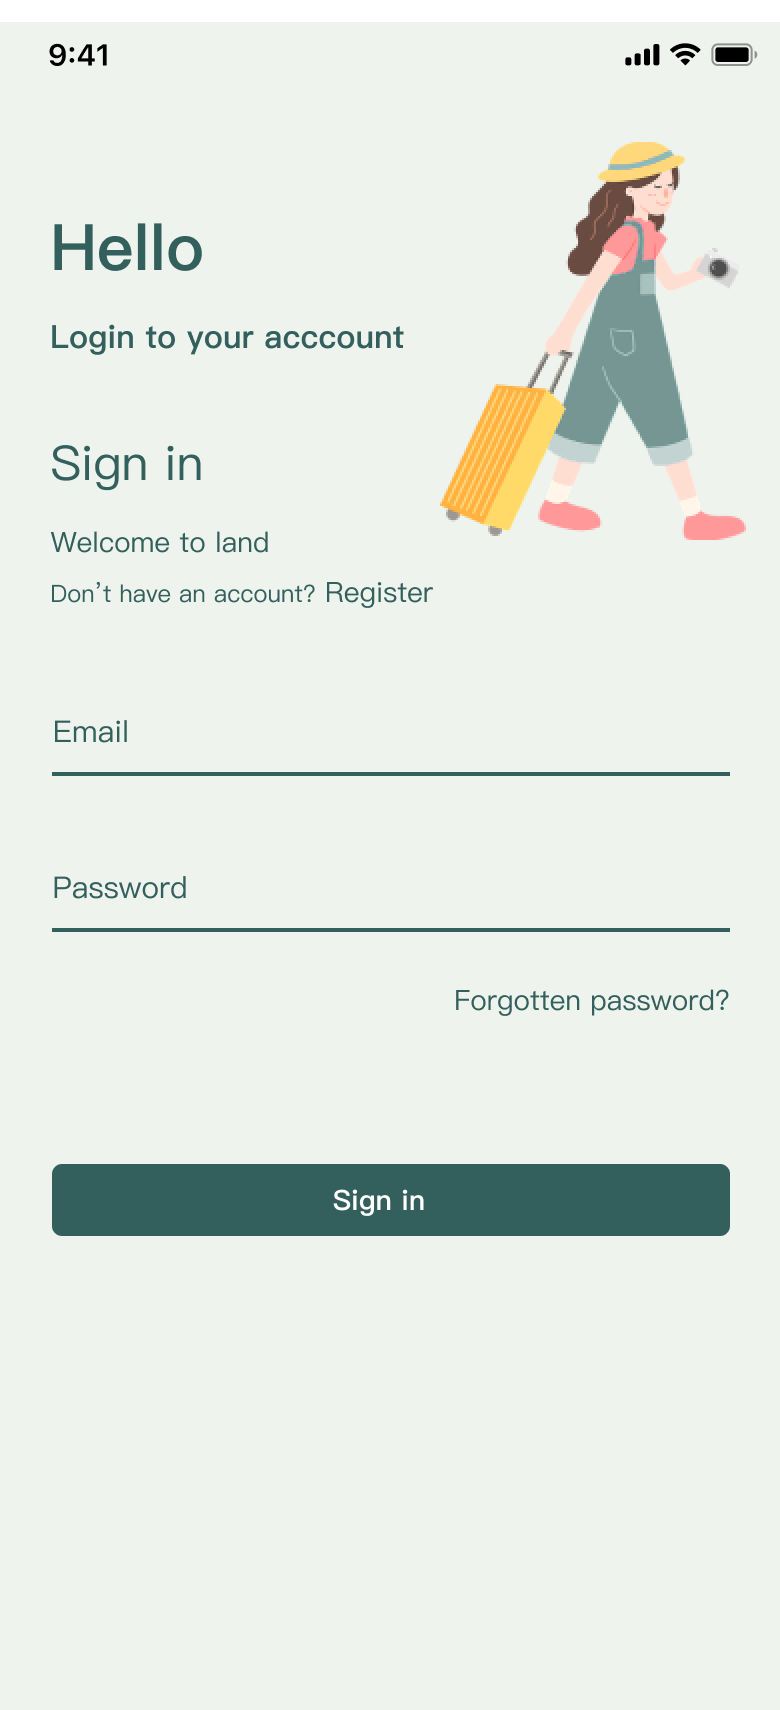 9:41
Hello
Login to your acccount
Sign in
Welcome to land
Don't have an account? Register
Email
Password
Forgotten password?
Sign in